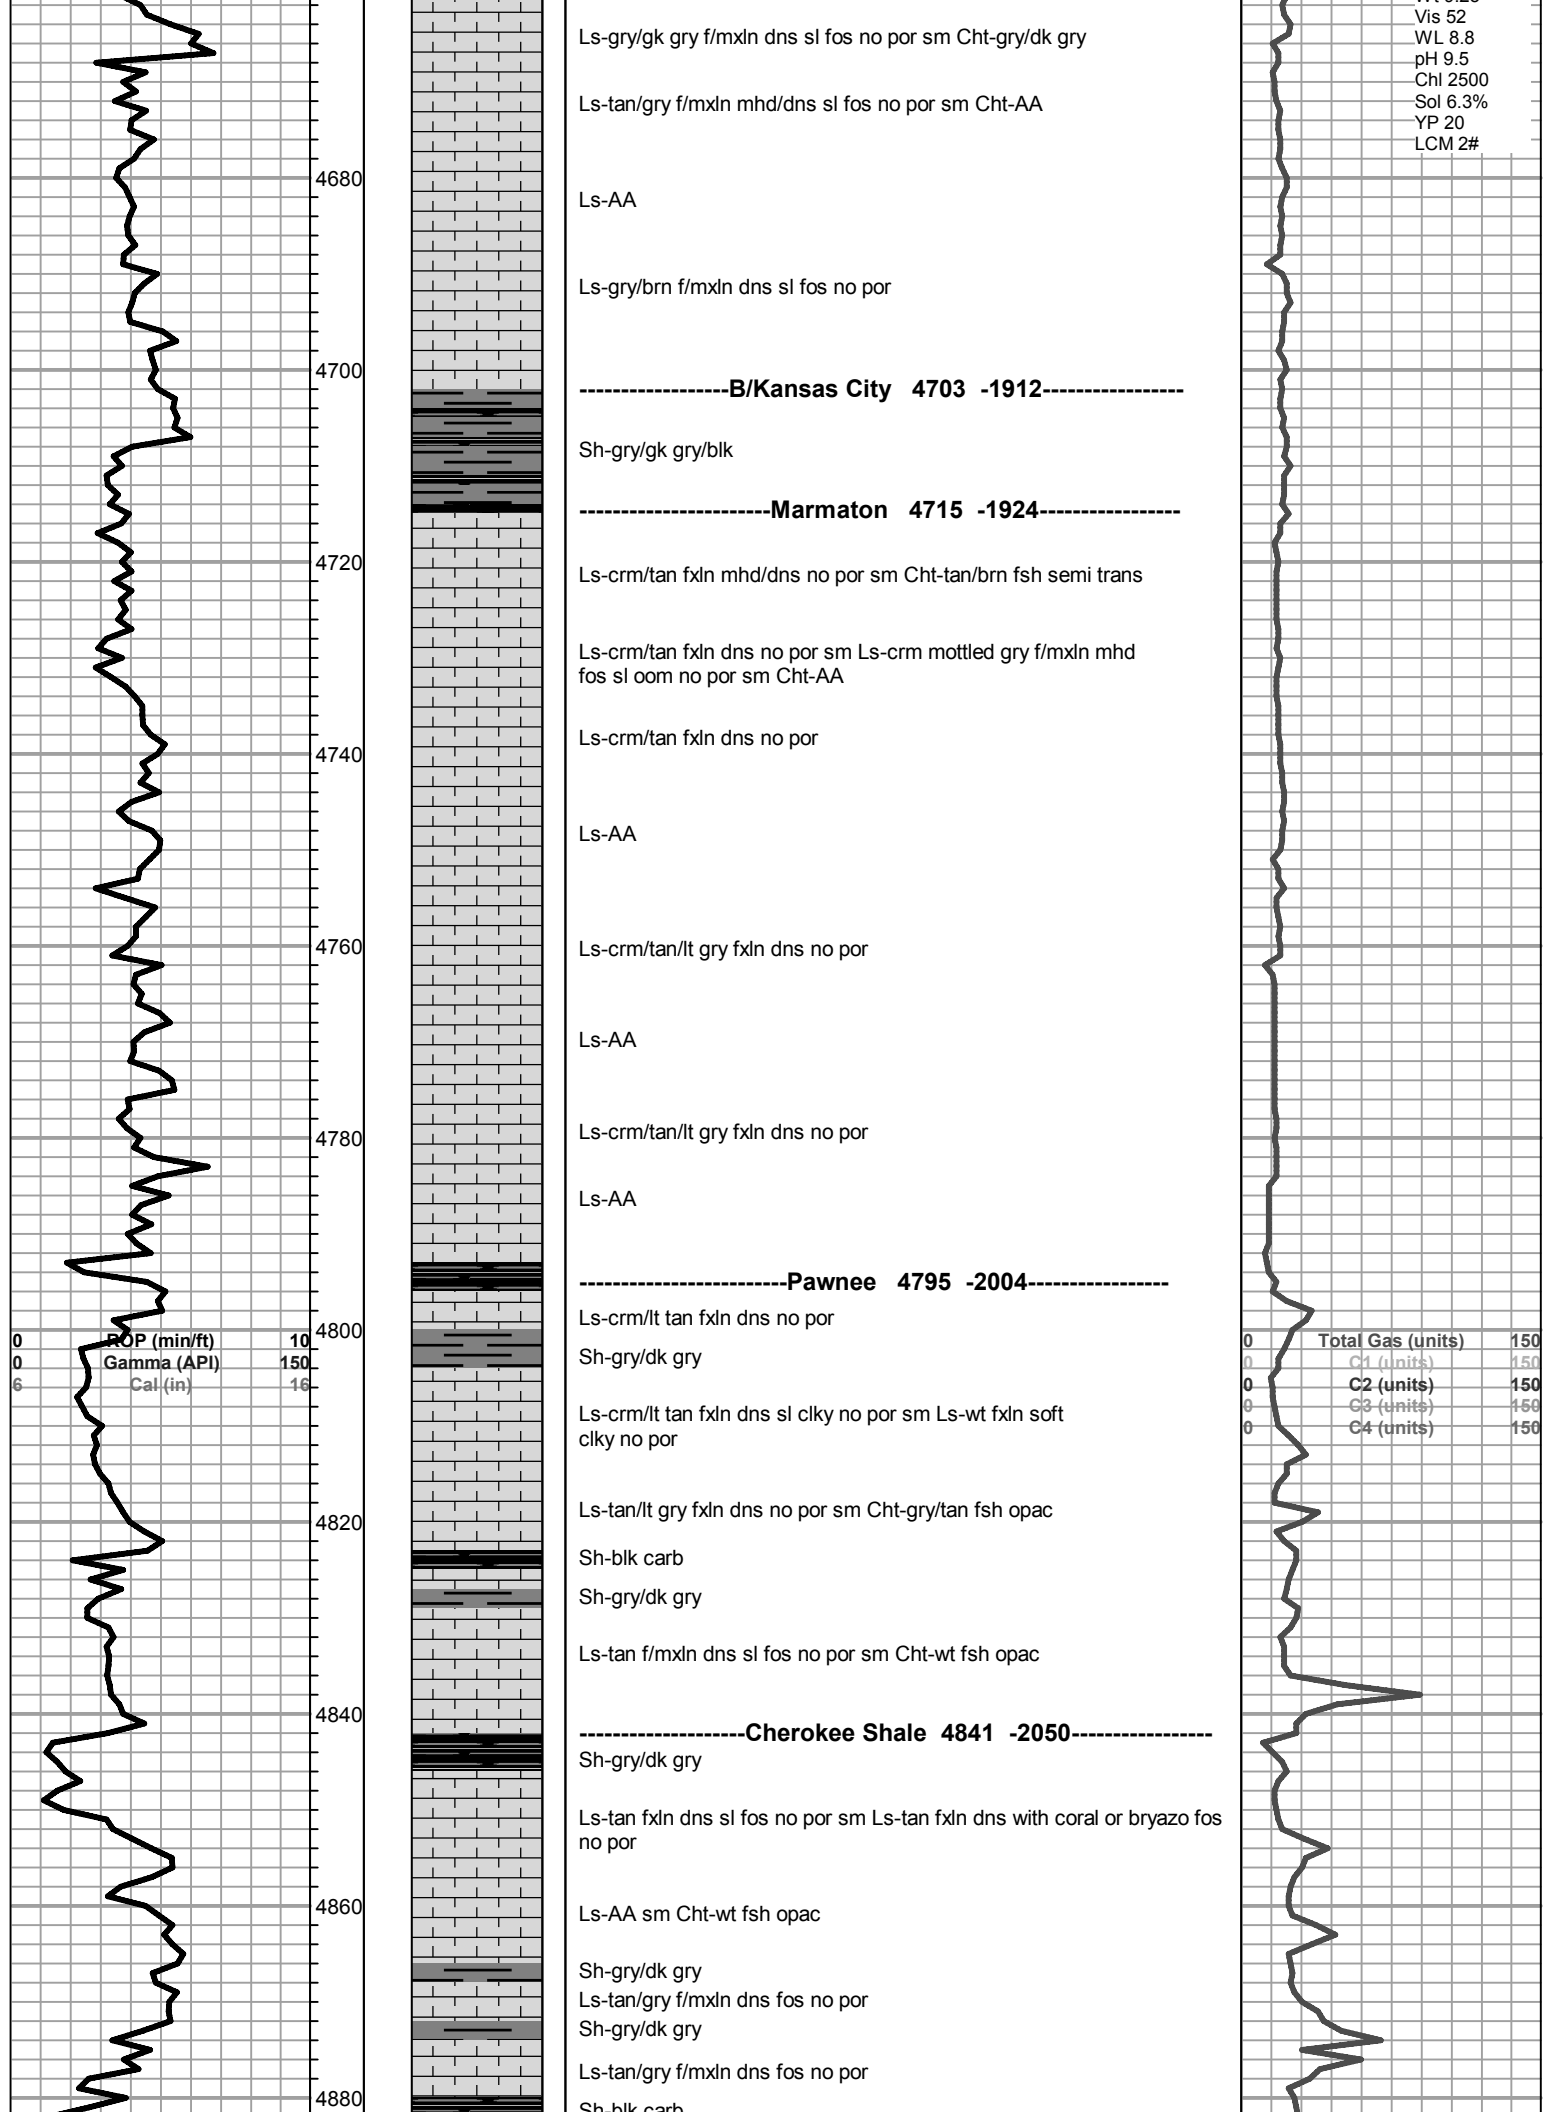 Vis 52
Ls-gry/gk gry f/mxln dns sl fos no por sm Cht-gry/dk gry
WL 8.8
pH 9.5
Chl 2500
Ls-tan/gry f/mxln mhd/dns sl fos no por sm Cht-AA
Sol 6.3%
YP 20
LCM 2#
4680
Ls-AA
Ls-gry/brn f/mxln dns sl fos no por
4700
------------------B/Kansas City 4703 -1912-----------------
Sh-gry/gk gry/blk
-----------------------Marmaton 4715 -1924-----------------
4720
Ls-crm/tan fxln mhd/dns no por sm Cht-tan/brn fsh semi trans
Ls-crm/tan fxln dns no por sm Ls-crm mottled gry f/mxln mhd
fos sl oom no por sm Cht-AA
Ls-crm/tan fxln dns no por
4740
Ls-AA
4760
Ls-crm/tan/lt gry fxln dns no por
Ls-AA
4780
Ls-crm/tan/lt gry fxln dns no por
Ls-AA
-------------------------Pawnee 4795 -2004-----------------
Ls-crm/lt tan fxln dns no por
4800
0 ROP (min/ft) 10
0 Total Gas (units) 150
Sh-gry/dk gry
0 Gamma (API) 150
0 C1 (units) 150
6 Cal (in) 16
0 C2 (units) 150
0 C3 (units) 150
0 C4 (units) 150
Ls-crm/lt tan fxln dns sl clky no por sm Ls-wt fxln soft
clky no por
Ls-tan/lt gry fxln dns no por sm Cht-gry/tan fsh opac
4820
Sh-blk carb
Sh-gry/dk gry
Ls-tan f/mxln dns sl fos no por sm Cht-wt fsh opac
4840
--------------------Cherokee Shale 4841 -2050-----------------
Sh-gry/dk gry
Ls-tan fxln dns sl fos no por sm Ls-tan fxln dns with coral or bryazo fos
no por
4860
Ls-AA sm Cht-wt fsh opac
Sh-gry/dk gry
Ls-tan/gry f/mxln dns fos no por
Sh-gry/dk gry
Ls-tan/gry f/mxln dns fos no por
4880
Sh-blk carb